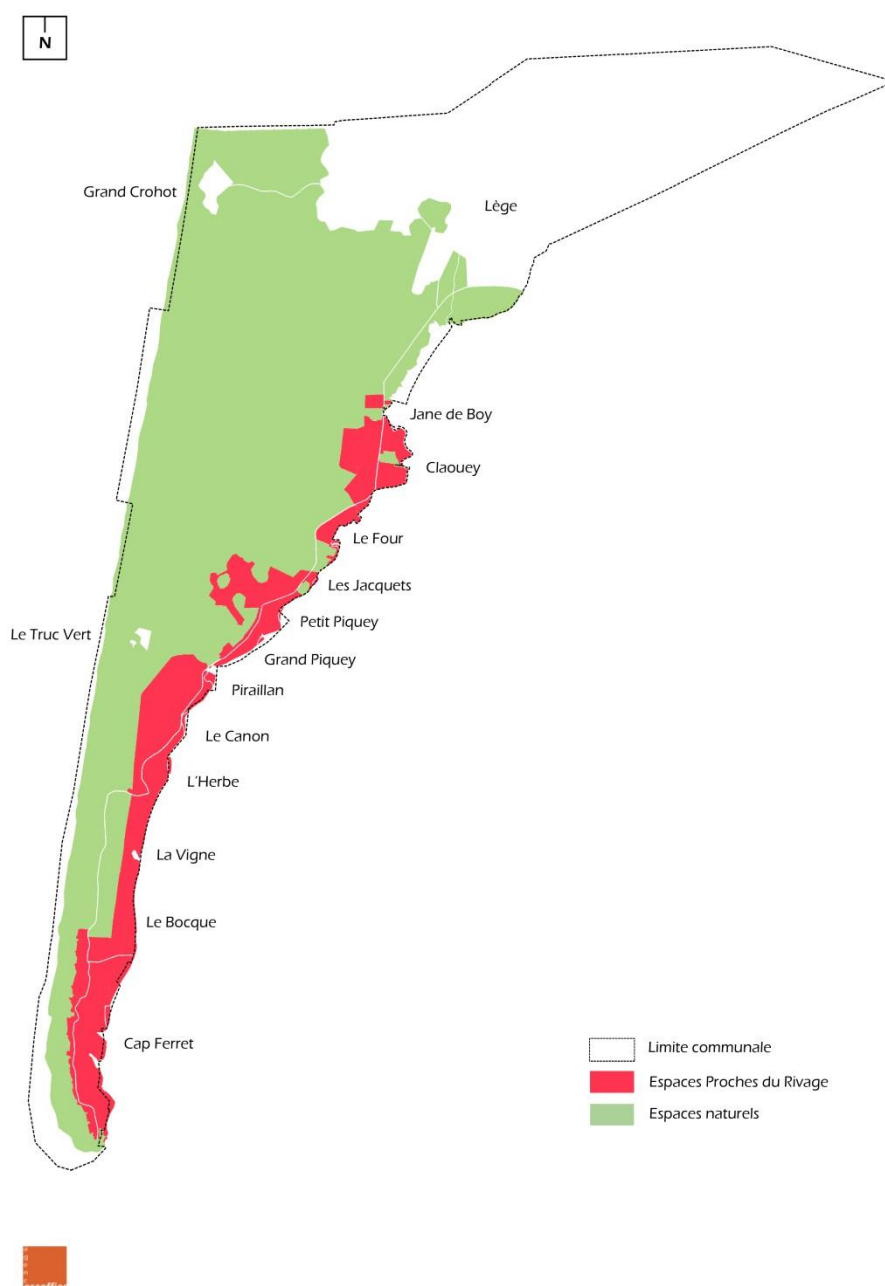 N
Grand Crohot
Lège
Jane de Boy
Claouey
Le Four
Les Jacquets
Le Truc Vert
Petit Piquey
Grand Piquey
Piraillan
Le Canon
L'Herbe
La Vigne
Le Bocque
Cap Ferret
Limite communale
Espaces Proches du Rivage
Espaces naturels